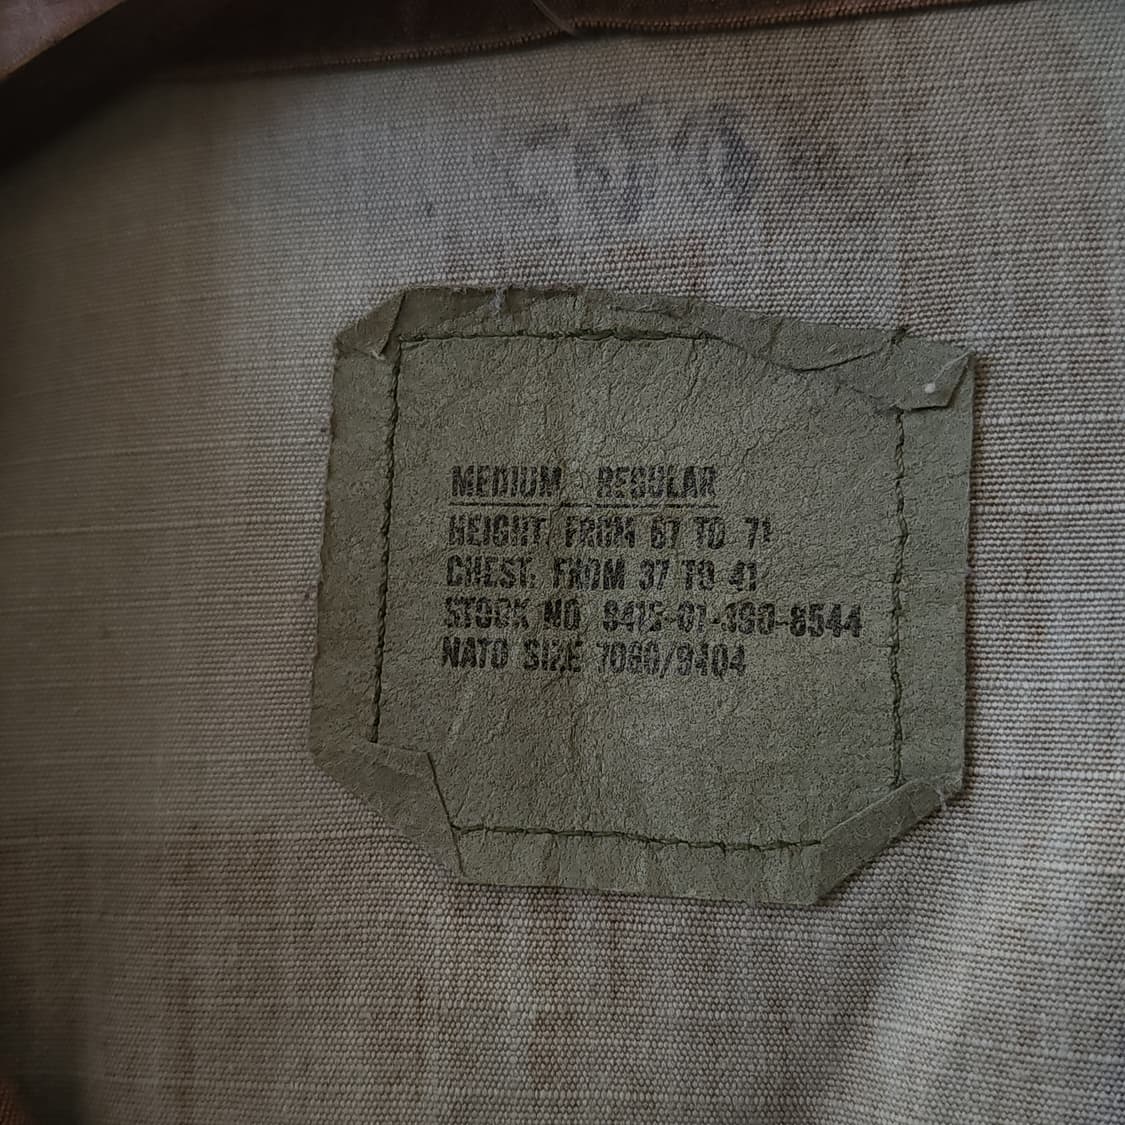 MEDIUM REGULAR
HEIGHT: FROM 67 TO 71
CHEST: FROM 37 TO 41
STOCK NO 8415-01-390-8544
NATO SIZE 7080/9404